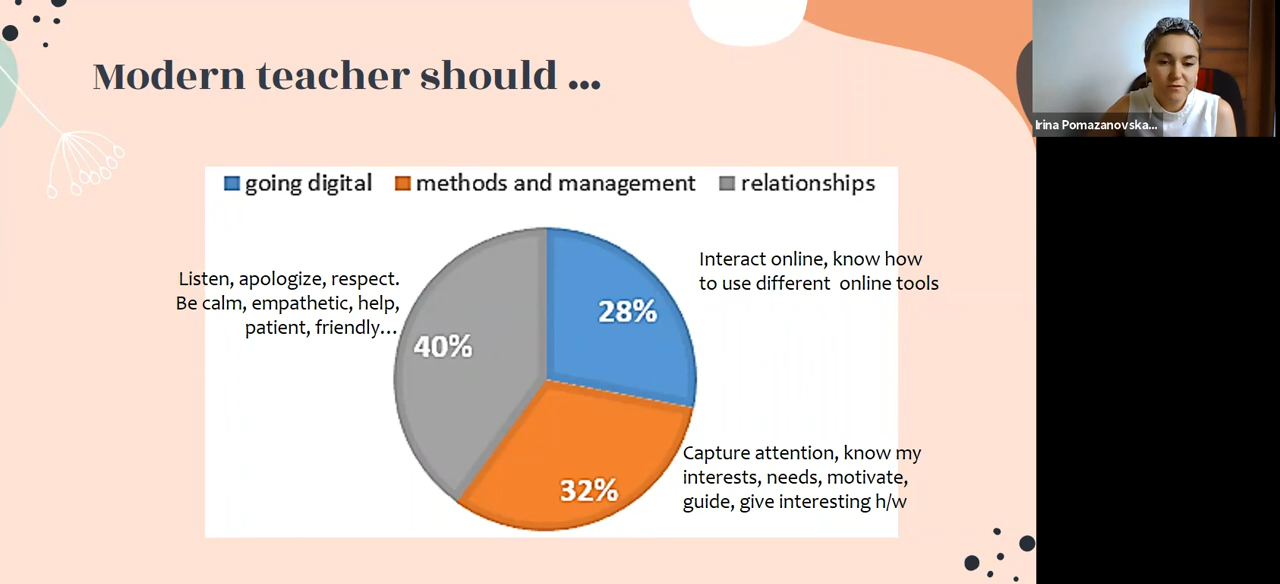 Modern teacher should ...
Irina Pomazanovska...
going digital methods and management relationships
Interact online, know how
to use different online tools
Listen, apologize, respect.
Be calm, empathetic, help,
patient, friendly...
28%
40%
32%
Capture attention, know my
interests, needs, motivate,
guide, give interesting h/w